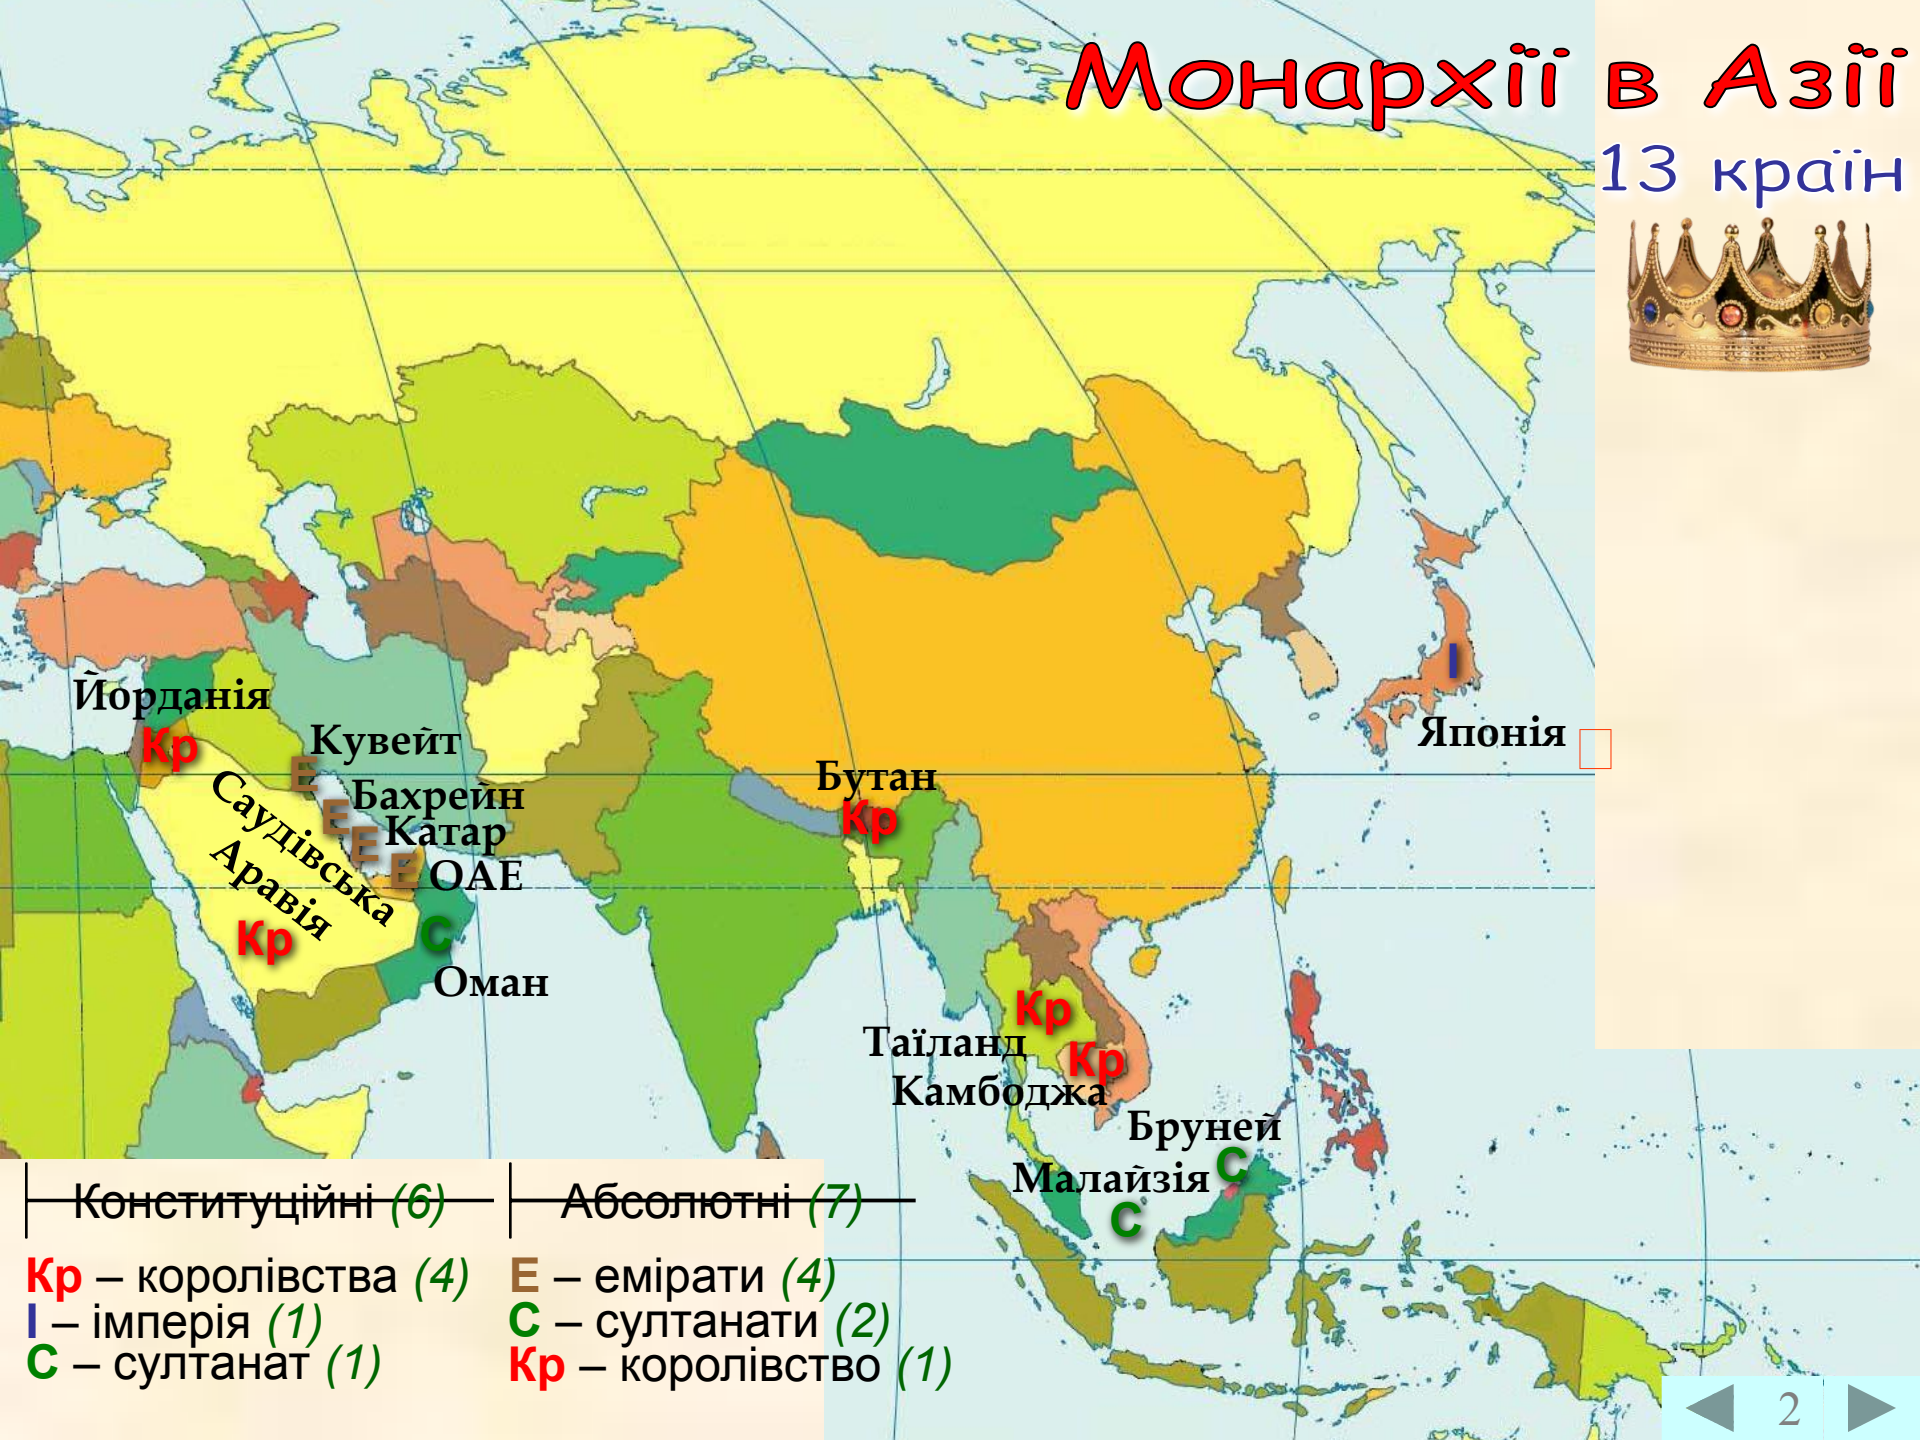 Монархії в Азії
13 країн
І
Йорданія
Кр
Кувейт
Е
Японія
Саудівська
Аравія
Кр
Бахрейн
Е
Катар
Е
ОАЕ
Е
С
Оман
Бутан
Кр
Кр
Таїланд
Кр
Камбоджа
Бруней
С
Малайзія
С
Конституційні (6)
Кр – королівства (4)
І – імперія (1)
С – султанат (1)
Абсолютні (7)
Е – емірати (4)
С – султанати (2)
Кр – королівство (1)
2